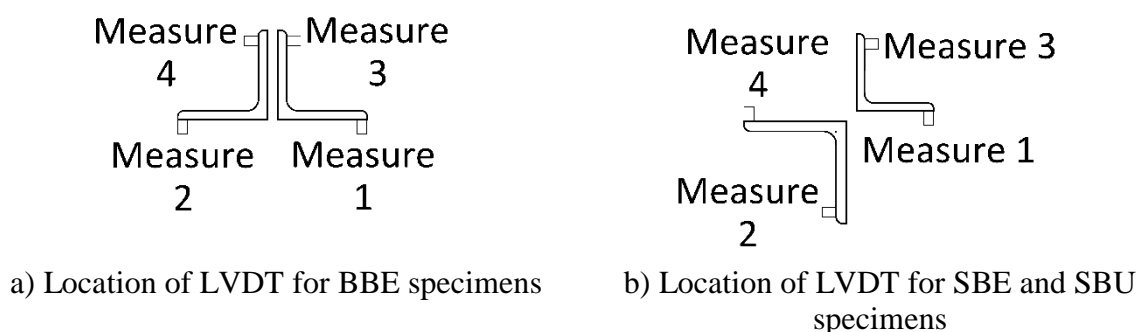 Measure
4
Measure
3
Measure
2
Measure
1
a) Location of LVDT for BBE specimens
Measure
4
Measure 3
Measure 1
Measure
2
b) Location of LVDT for SBE and SBU
specimens